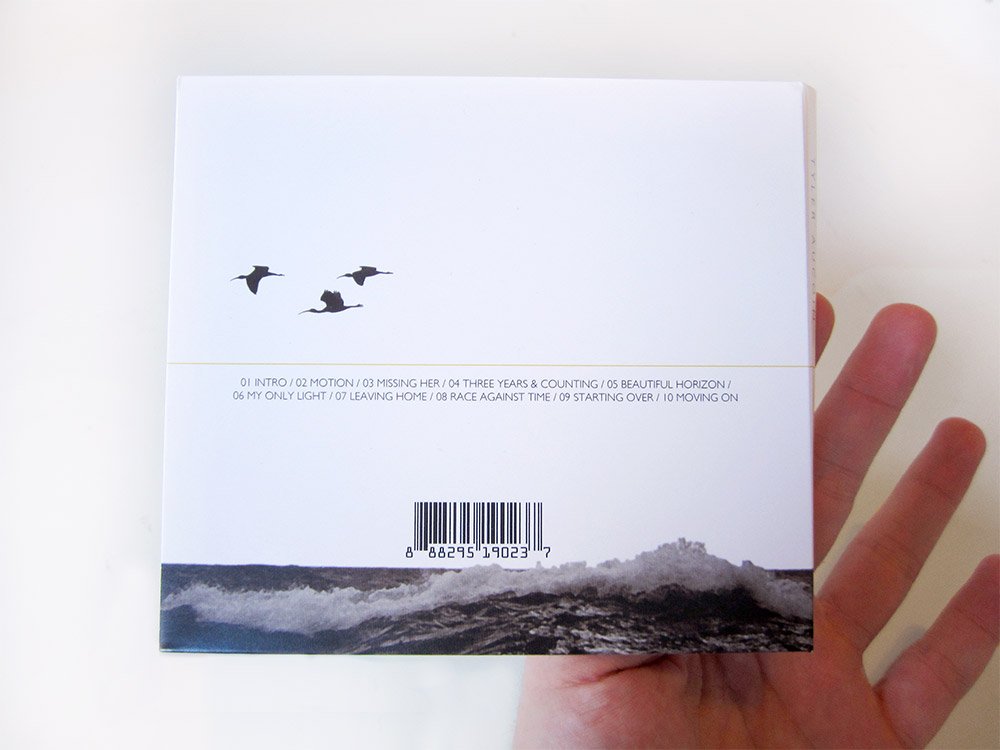 01 INTRO / 02 MOTION / 03 MISSING HER / 04 THREE YEARS & COUNTING / 05 BEAUTIFUL HORIZON /
06 MY ONLY LIGHT / 07 LEAVING HOME / 08 RACE AGAINST TIME / 09 STARTING OVER / 10 MOVING ON
8 88295 19023 7